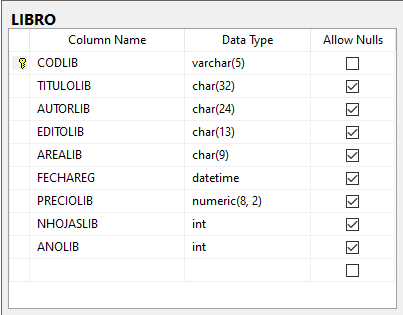 LIBRO
Column Name Data Type Allow Nulls
CODLIB varchar(5)
TITULOLIB char(32)
AUTORLIB char(24)
EDITOLIB char(13)
AREALIB char(9)
FECHAREG datetime
PRECIOLIB numeric(8, 2)
NHOJASLIB int
ANOLIB int